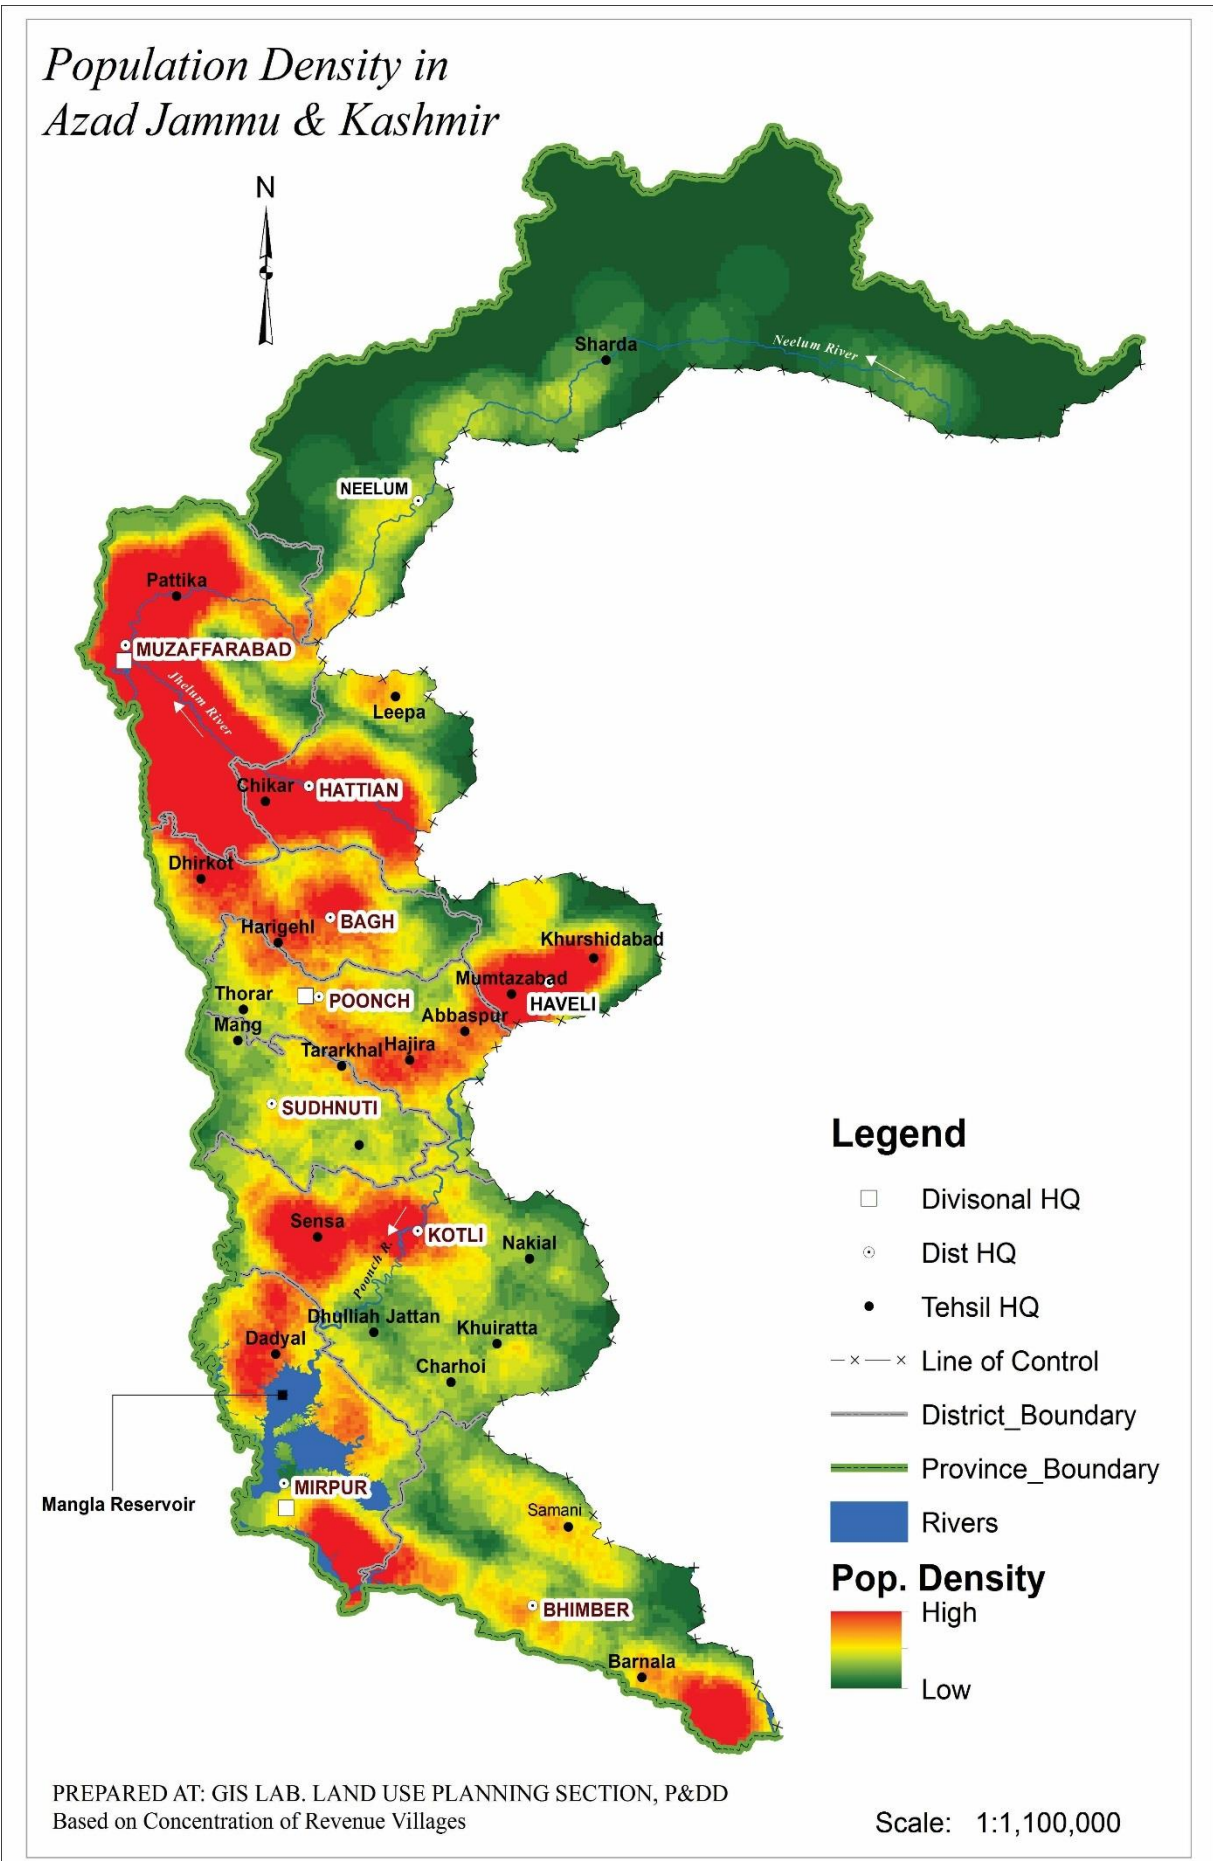 Population Density in
Azad Jammu & Kashmir
N
Sharda
Neelum River
NEELUM
Pattika
MUZAFFARABAD
Jhelum River
Leepa
Chikar
HATTIAN
Dhirkot
BAGH
Harigehl
Khurshidabad
Mumtazabad
HAVELI
Thorar
POONCH
Abbaspur
Mang
Tararkhal
Hajira
SUDHNUTI
Sensa
KOTLI
Nakial
Poonch R.
Dhulliah Jattan
Khuiratta
Dadyal
Charhoi
MIRPUR
Mangla Reservoir
Samani
BHIMBER
Barnala
Legend
Divisonal HQ
Dist HQ
Tehsil HQ
Line of Control
District_Boundary
Province_Boundary
Rivers
Pop. Density
High
Low
PREPARED AT: GIS LAB. LAND USE PLANNING SECTION, P&DD
Based on Concentration of Revenue Villages
Scale: 1:1,100,000